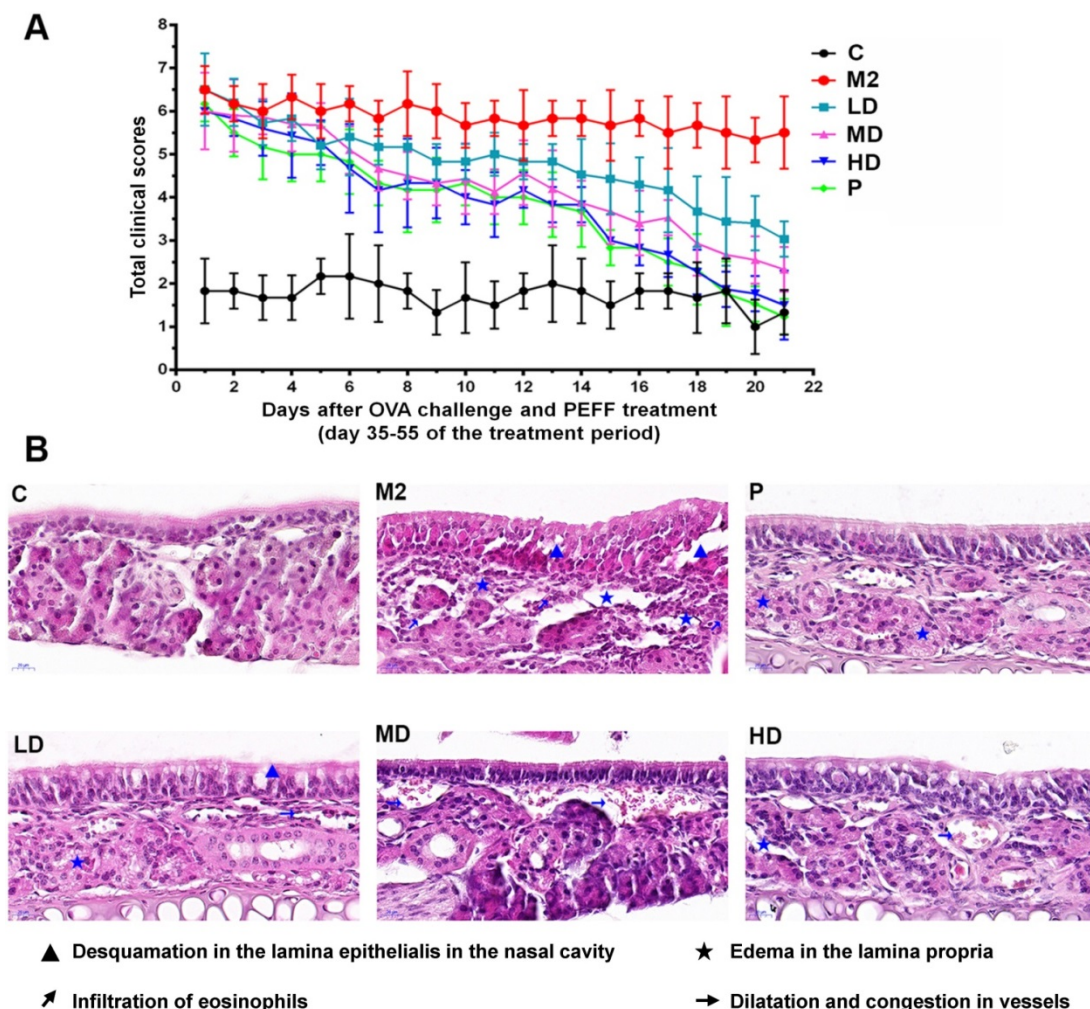 A
Total clinical scores
8
7
6
5
4
3
2
1
0
0 2 4 6 8 10 12 14 16 18 20 22
C
M2
LD
MD
HD
P
Days after OVA challenge and PEFF treatment
(day 35-55 of the treatment period)
B
C M2 P
LD MD HD
Desquamation in the lamina epithelialis in the nasal cavity
Edema in the lamina propria
Infiltration of eosinophils
Dilatation and congestion in vessels